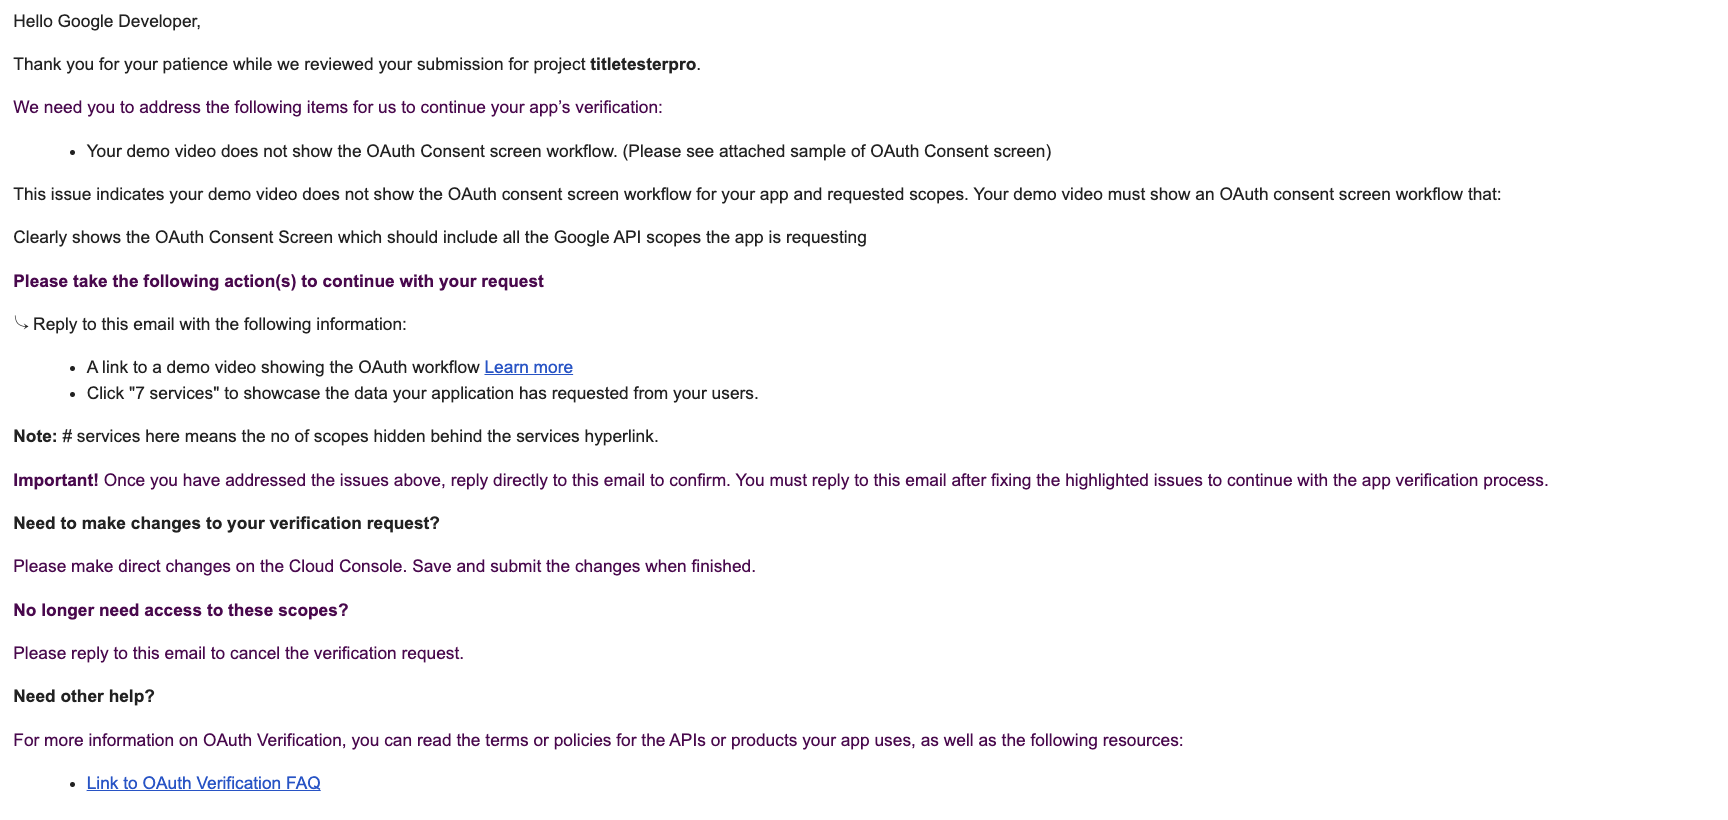 Hello Google Developer,
Thank you for your patience while we reviewed your submission for project titletesterpro.
We need you to address the following items for us to continue your app's verification:
• Your demo video does not show the OAuth Consent screen workflow. (Please see attached sample of OAuth Consent screen)
This issue indicates your demo video does not show the OAuth consent screen workflow for your app and requested scopes. Your demo video must show an OAuth consent screen workflow that:
Clearly shows the OAuth Consent Screen which should include all the Google API scopes the app is requesting
Please take the following action(s) to continue with your request
⤷ Reply to this email with the following information:
• A link to a demo video showing the OAuth workflow Learn more
• Click "7 services" to showcase the data your application has requested from your users.
Note: # services here means the no of scopes hidden behind the services hyperlink.
Important! Once you have addressed the issues above, reply directly to this email to confirm. You must reply to this email after fixing the highlighted issues to continue with the app verification process.
Need to make changes to your verification request?
Please make direct changes on the Cloud Console. Save and submit the changes when finished.
No longer need access to these scopes?
Please reply to this email to cancel the verification request.
Need other help?
For more information on OAuth Verification, you can read the terms or policies for the APIs or products your app uses, as well as the following resources:
• Link to OAuth Verification FAQ